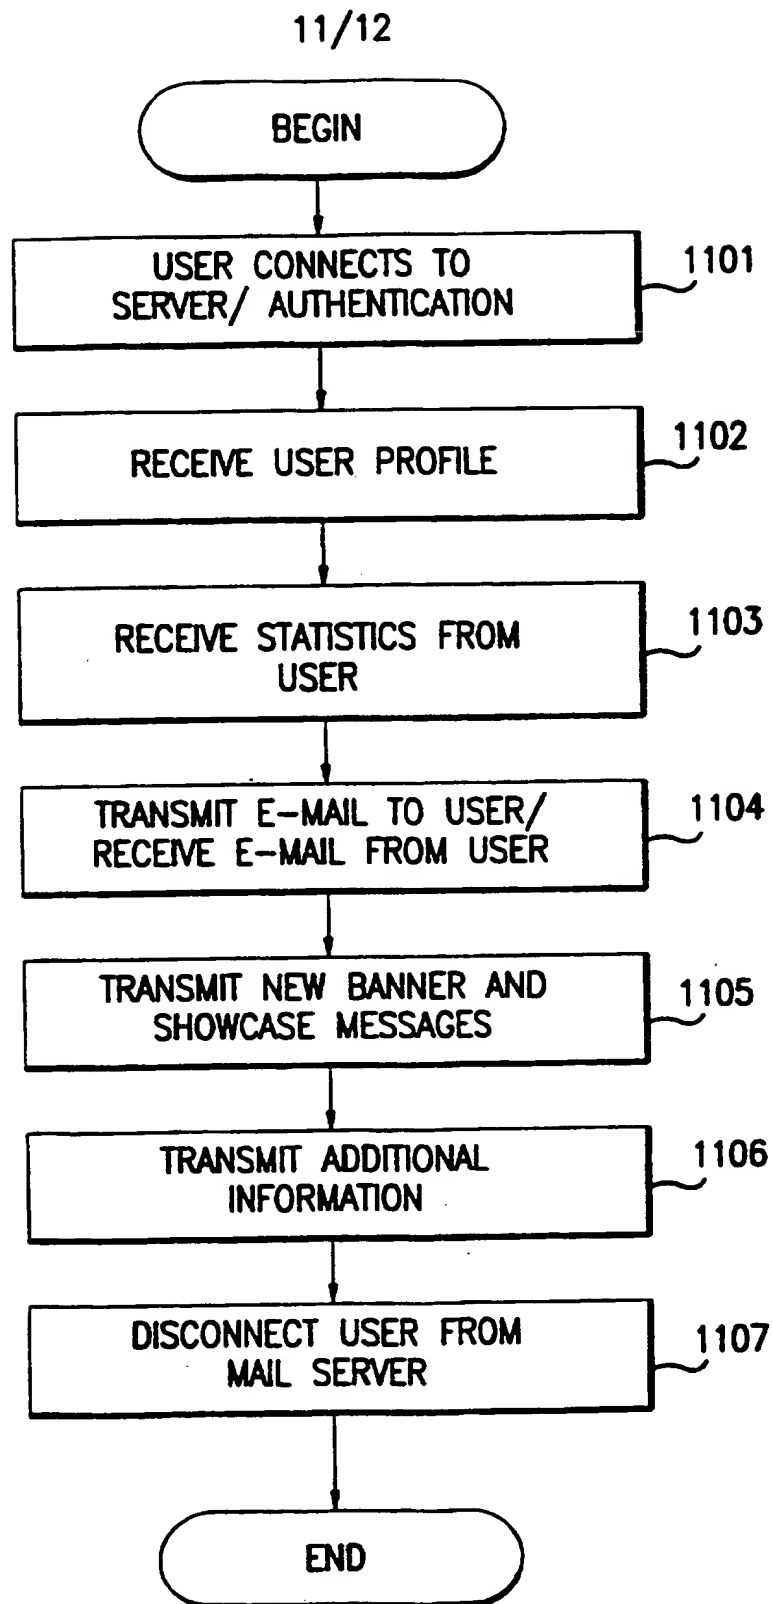 11/12
BEGIN
USER CONNECTS TO
SERVER/ AUTHENTICATION
1101
RECEIVE USER PROFILE
1102
RECEIVE STATISTICS FROM
USER
1103
TRANSMIT E-MAIL TO USER/
RECEIVE E-MAIL FROM USER
1104
TRANSMIT NEW BANNER AND
SHOWCASE MESSAGES
1105
TRANSMIT ADDITIONAL
INFORMATION
1106
DISCONNECT USER FROM
MAIL SERVER
1107
END